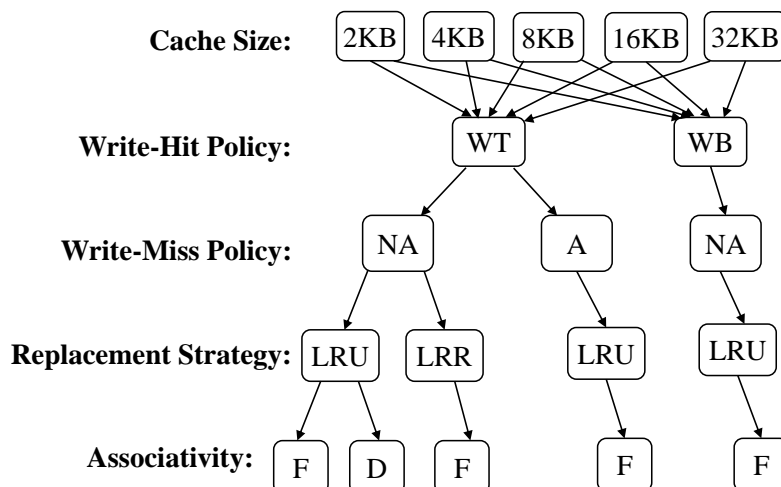 Cache Size: 2KB 4KB 8KB 16KB 32KB
Write-Hit Policy: WT WB
Write-Miss Policy: NA A NA
Replacement Strategy: LRU LRR LRU LRU
Associativity: F D F F F